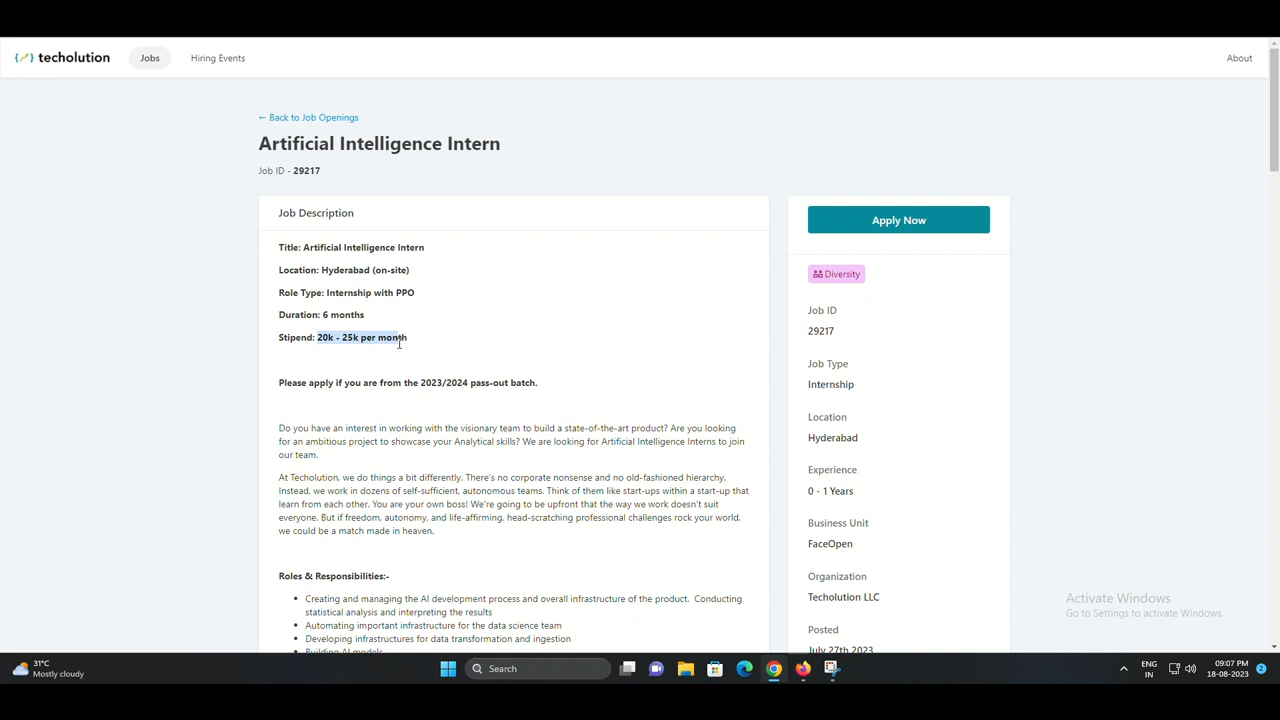 techolution
Jobs
Hiring Events
About
← Back to Job Openings
Artificial Intelligence Intern
Job ID - 29217
Job Description
Title: Artificial Intelligence Intern
Location: Hyderabad (on-site)
Role Type: Internship with PPO
Duration: 6 months
Stipend: 20k - 25k per month
Please apply if you are from the 2023/2024 pass-out batch.
Do you have an interest in working with the visionary team to build a state-of-the-art product? Are you looking
for an ambitious project to showcase your Analytical skills? We are looking for Artificial Intelligence Interns to join
our team.
At Techolution, we do things a bit differently. There's no corporate nonsense and no old-fashioned hierarchy.
Instead, we work in dozens of self-sufficient, autonomous teams. Think of them like start-ups within a start-up that
learn from each other. You are your own boss! We're going to be upfront that the way we work doesn't suit
everyone. But if freedom, autonomy, and life-affirming, head-scratching professional challenges rock your world,
we could be a match made in heaven.
Roles & Responsibilities:-
• Creating and managing the AI development process and overall infrastructure of the product. Conducting
statistical analysis and interpreting the results
• Automating important infrastructure for the data science team
• Developing infrastructures for data transformation and ingestion
• Building AI models
Apply Now
Diversity
Job ID
29217
Job Type
Internship
Location
Hyderabad
Experience
0 - 1 Years
Business Unit
FaceOpen
Organization
Techolution LLC
Posted
July 27th 2023
Activate Windows
Go to Settings to activate Windows.
31°C
Mostly cloudy
Search
ENG
IN
09:07 PM
18-08-2023
2